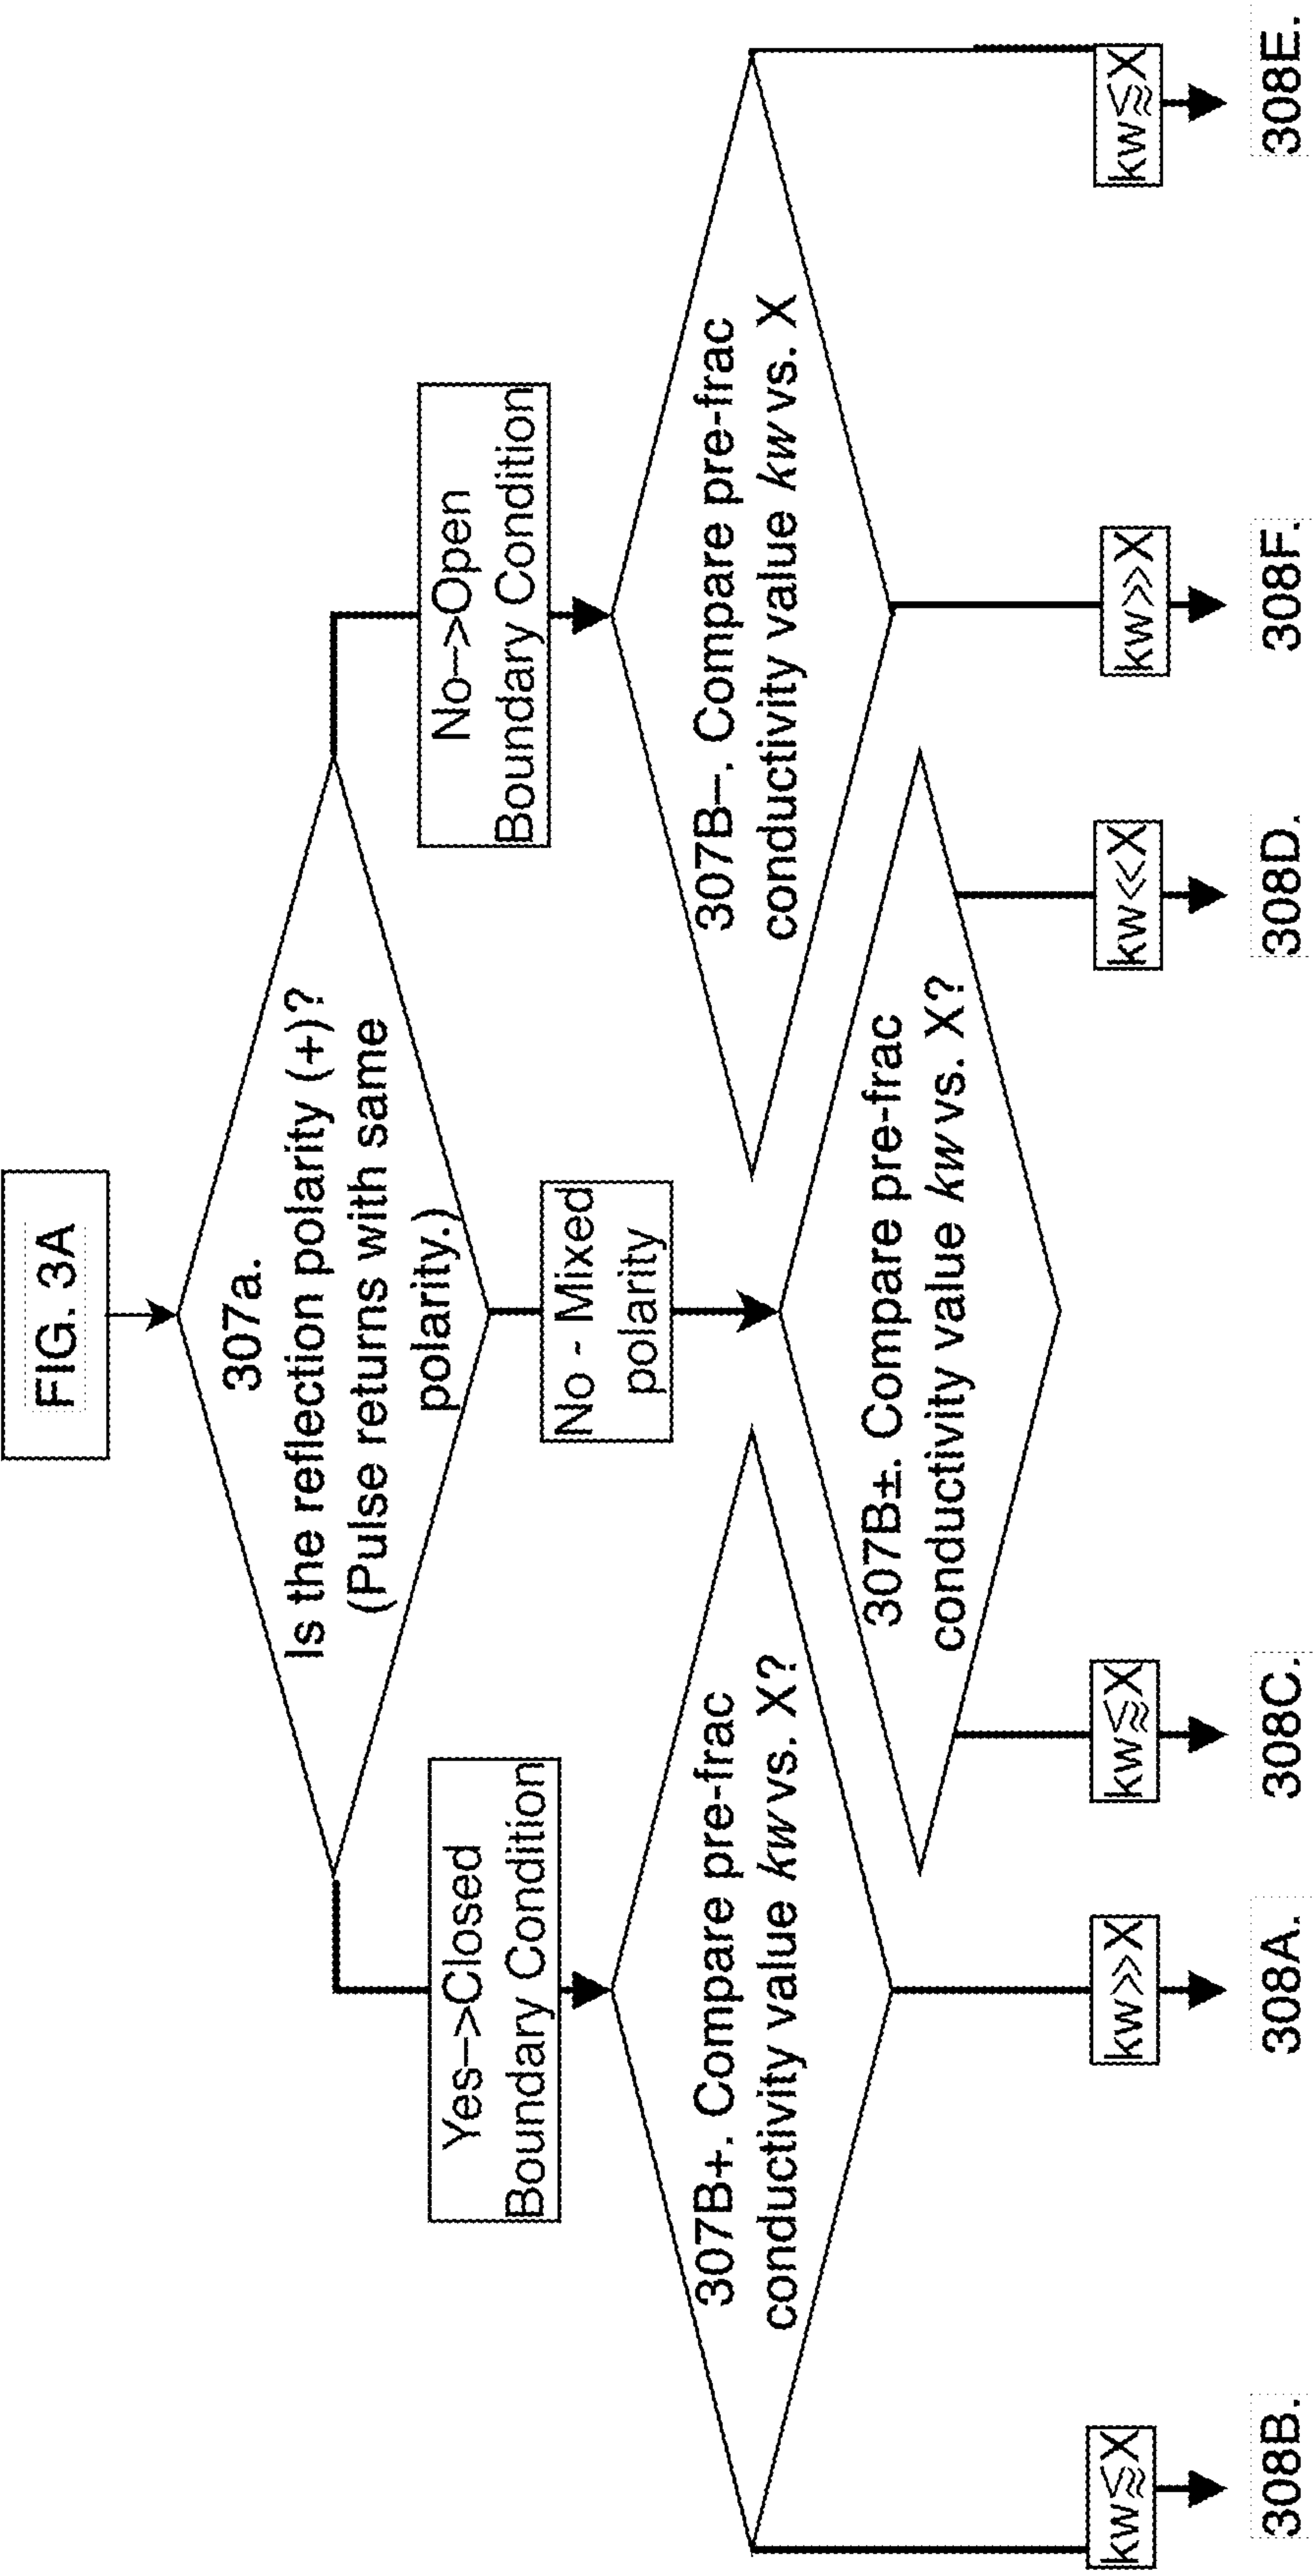 FIG. 3A
307a.
Is the reflection polarity (+)?
(Pulse returns with same
polarity.)
Yes-->Closed
Boundary Condition
No - Mixed
polarity
No-->Open
Boundary Condition
307B+. Compare pre-frac
conductivity value kw vs. X?
307B±. Compare pre-frac
conductivity value kw vs. X?
307B–. Compare pre-frac
conductivity value kw vs. X
kw⪅X
kw>>X
kw⪅X
kw<<X
kw>>X
kw⪅X
308B.
308A.
308C.
308D.
308F.
308E.